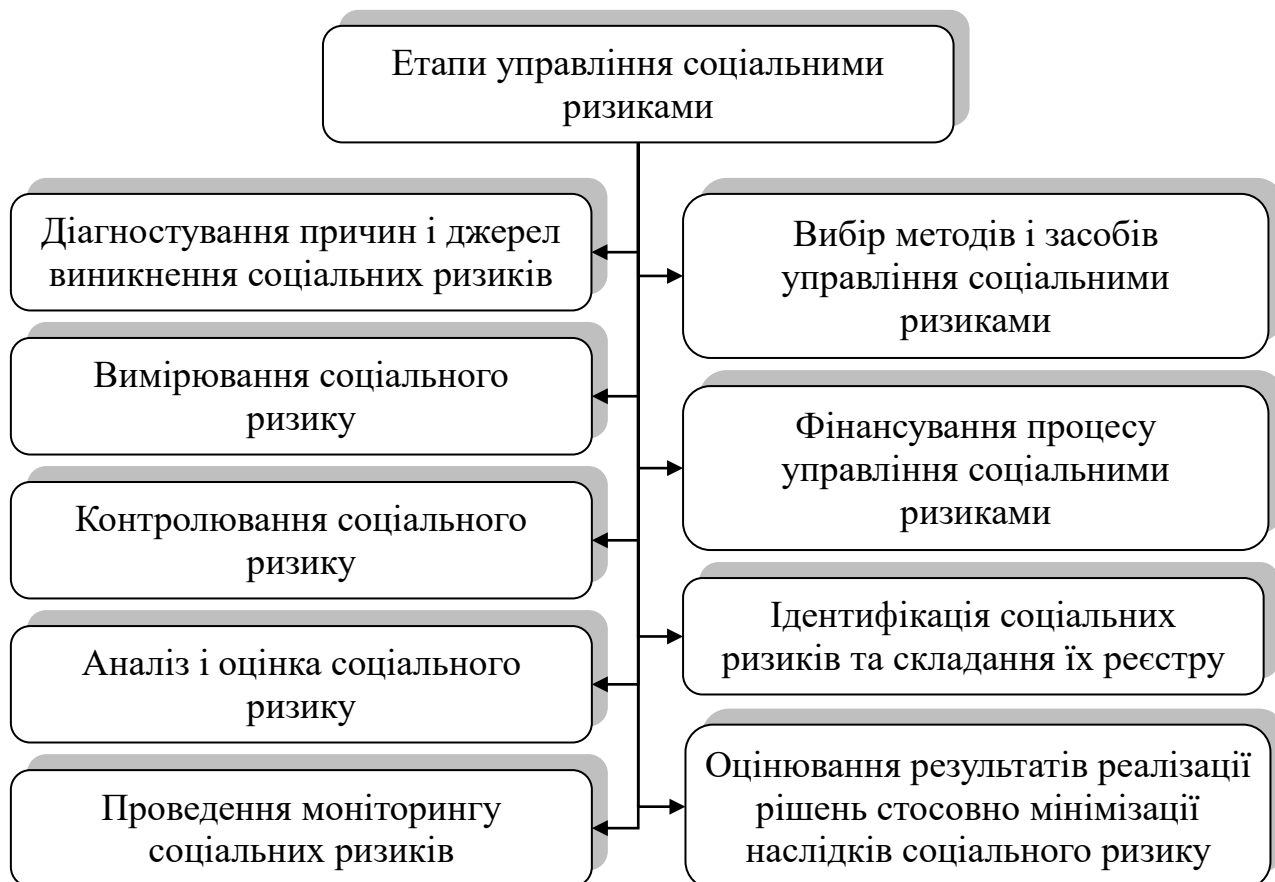 Етапи управління соціальними
ризиками
Діагностування причин і джерел
виникнення соціальних ризиків
Вимірювання соціального
ризику
Контролювання соціального
ризику
Аналіз і оцінка соціального
ризику
Проведення моніторингу
соціальних ризиків
Вибір методів і засобів
управління соціальними
ризиками
Фінансування процесу
управління соціальними
ризиками
Ідентифікація соціальних
ризиків та складання їх реєстру
Оцінювання результатів реалізації
рішень стосовно мінімізації
наслідків соціального ризику